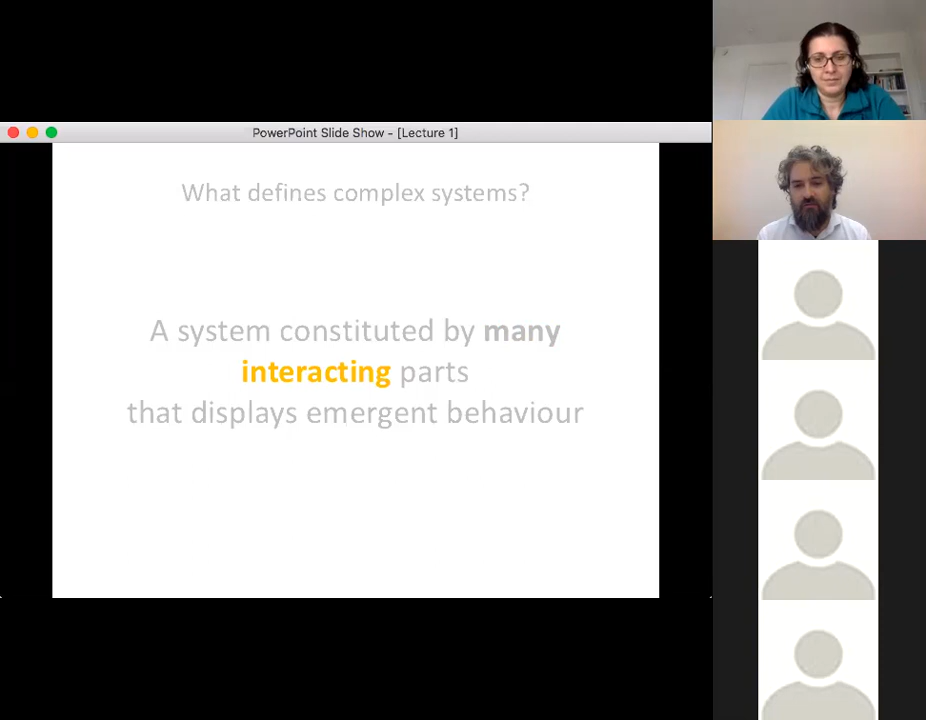 PowerPoint Slide Show - [Lecture 1]
What defines complex systems?
A system constituted by many
interacting parts
that displays emergent behaviour